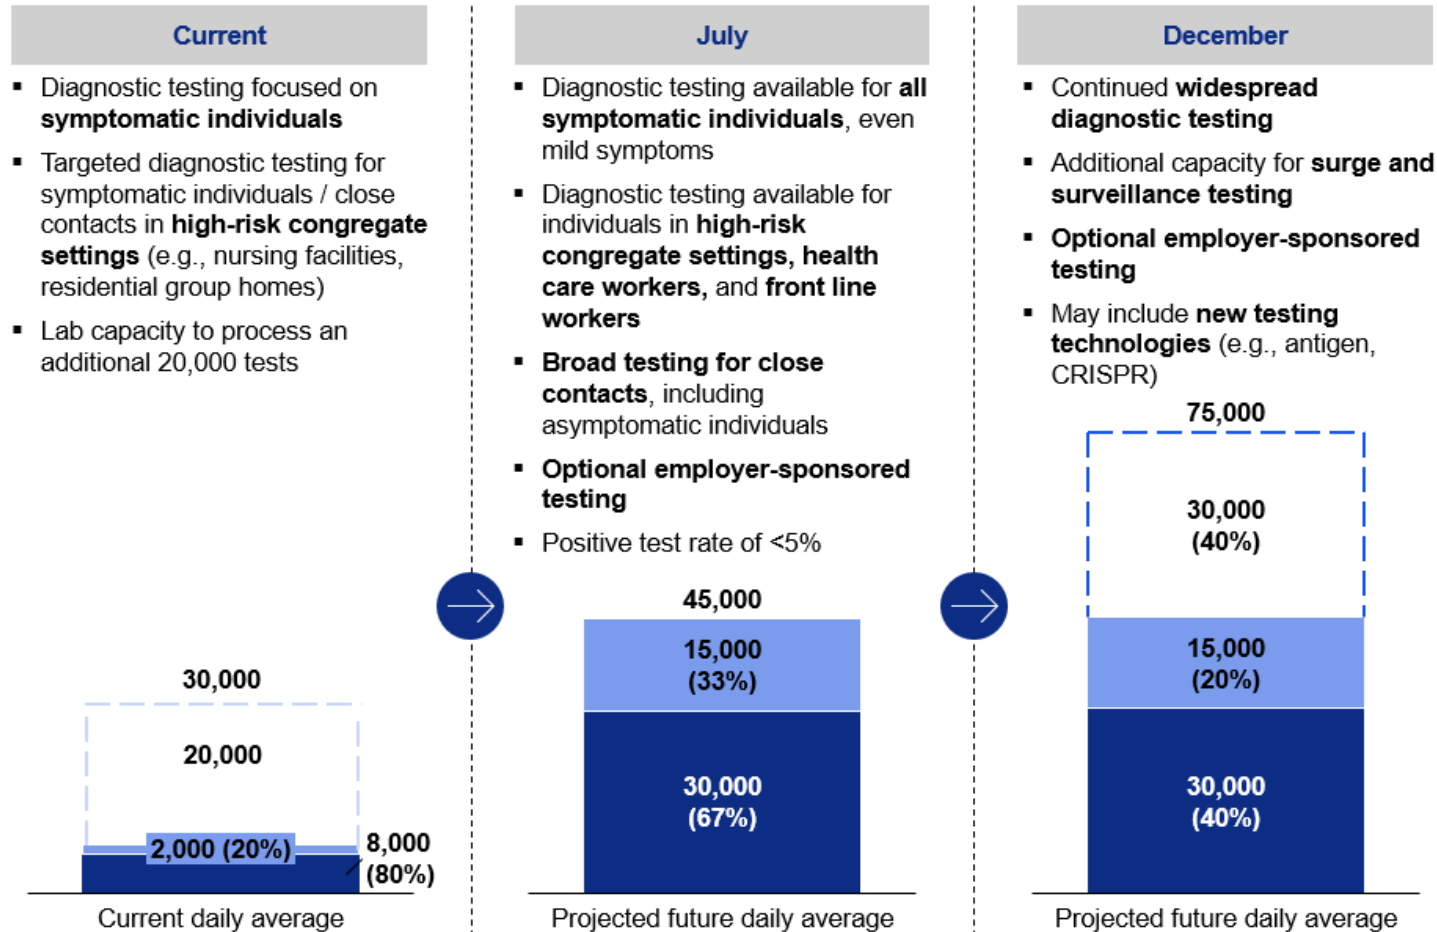 Current
▪ Diagnostic testing focused on
symptomatic individuals
▪ Targeted diagnostic testing for
symptomatic individuals / close
contacts in high-risk congregate
settings (e.g., nursing facilities,
residential group homes)
▪ Lab capacity to process an
additional 20,000 tests
30,000
20,000
2,000 (20%)
8,000
(80%)
Current daily average
July
▪ Diagnostic testing available for all
symptomatic individuals, even
mild symptoms
▪ Diagnostic testing available for
individuals in high-risk
congregate settings, health
care workers, and front line
workers
▪ Broad testing for close
contacts, including
asymptomatic individuals
▪ Optional employer-sponsored
testing
▪ Positive test rate of <5%
45,000
15,000
(33%)
30,000
(67%)
Projected future daily average
December
▪ Continued widespread
diagnostic testing
▪ Additional capacity for surge and
surveillance testing
▪ Optional employer-sponsored
testing
▪ May include new testing
technologies (e.g., antigen,
CRISPR)
75,000
30,000
(40%)
15,000
(20%)
30,000
(40%)
Projected future daily average